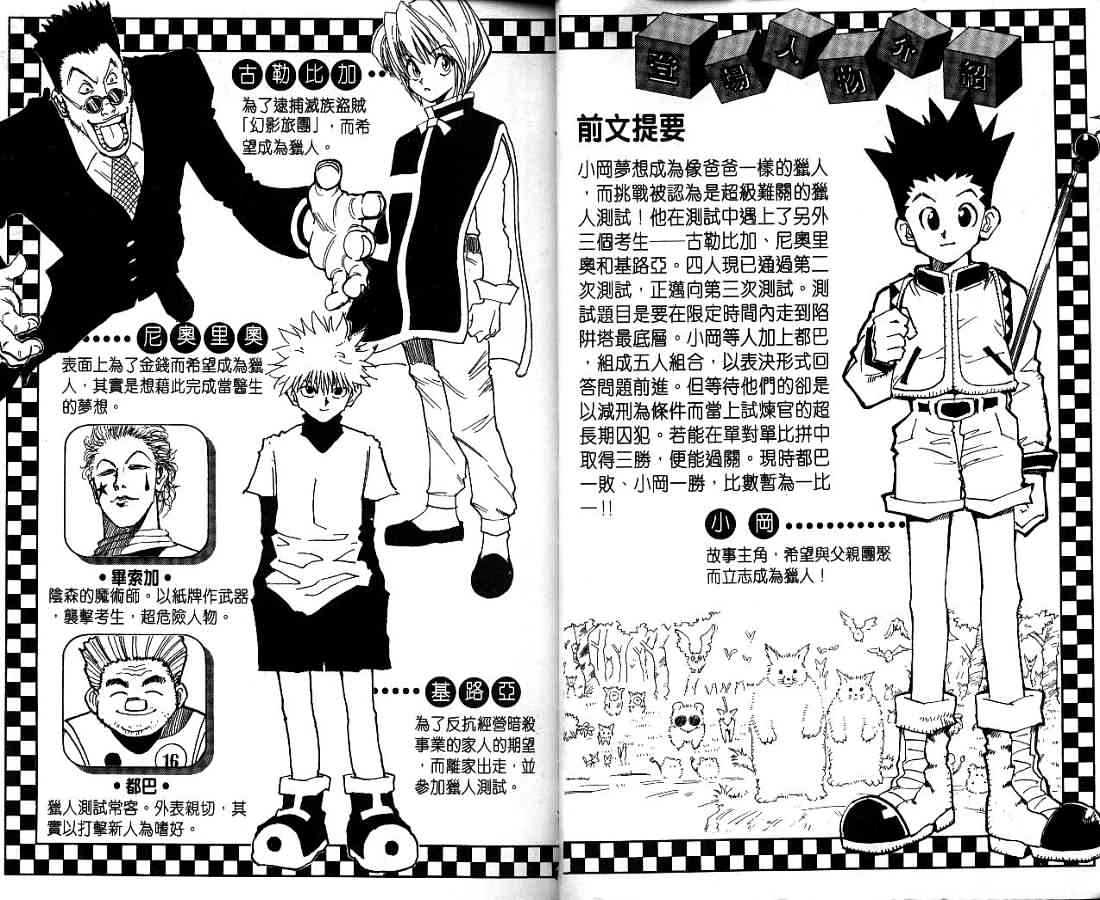 登場人物介紹
前文提要
小岡夢想成為像爸爸一樣的獵人
，而挑戰被認為是超級難關的獵
人測試！他在測試中遇上了另外
三個考生——古勒比加、尼奧里
奧和基路亞。四人現已通過第二
次測試，正邁向第三次測試。測
試題目是要在限定時間內走到陷
阱塔最底層。小岡等人加上都巴
，組成五人組合，以表決形式回
答問題前進。但等待他們的卻是
以減刑為條件而當上試煉官的超
長期囚犯。若能在單對單比拼中
取得三勝，便能過關。現時都巴
一敗、小岡一勝，比數暫為一比
一!!
小岡
故事主角，希望與父親團聚
而立志成為獵人！
古勒比加
為了逮捕滅族盜賊
「幻影旅團」，而希
望成為獵人。
尼奧里奧
表面上為了金錢而希望成為獵
人，其實是想藉此完成當醫生
的夢想。
•畢索加•
陰森的魔術師。以紙牌作武器
，襲擊考生，超危險人物。
16
•都巴•
獵人測試常客。外表親切，其
實以打擊新人為嗜好。
基路亞
為了反抗經營暗殺
事業的家人的期望
，而離家出走，並
參加獵人測試。